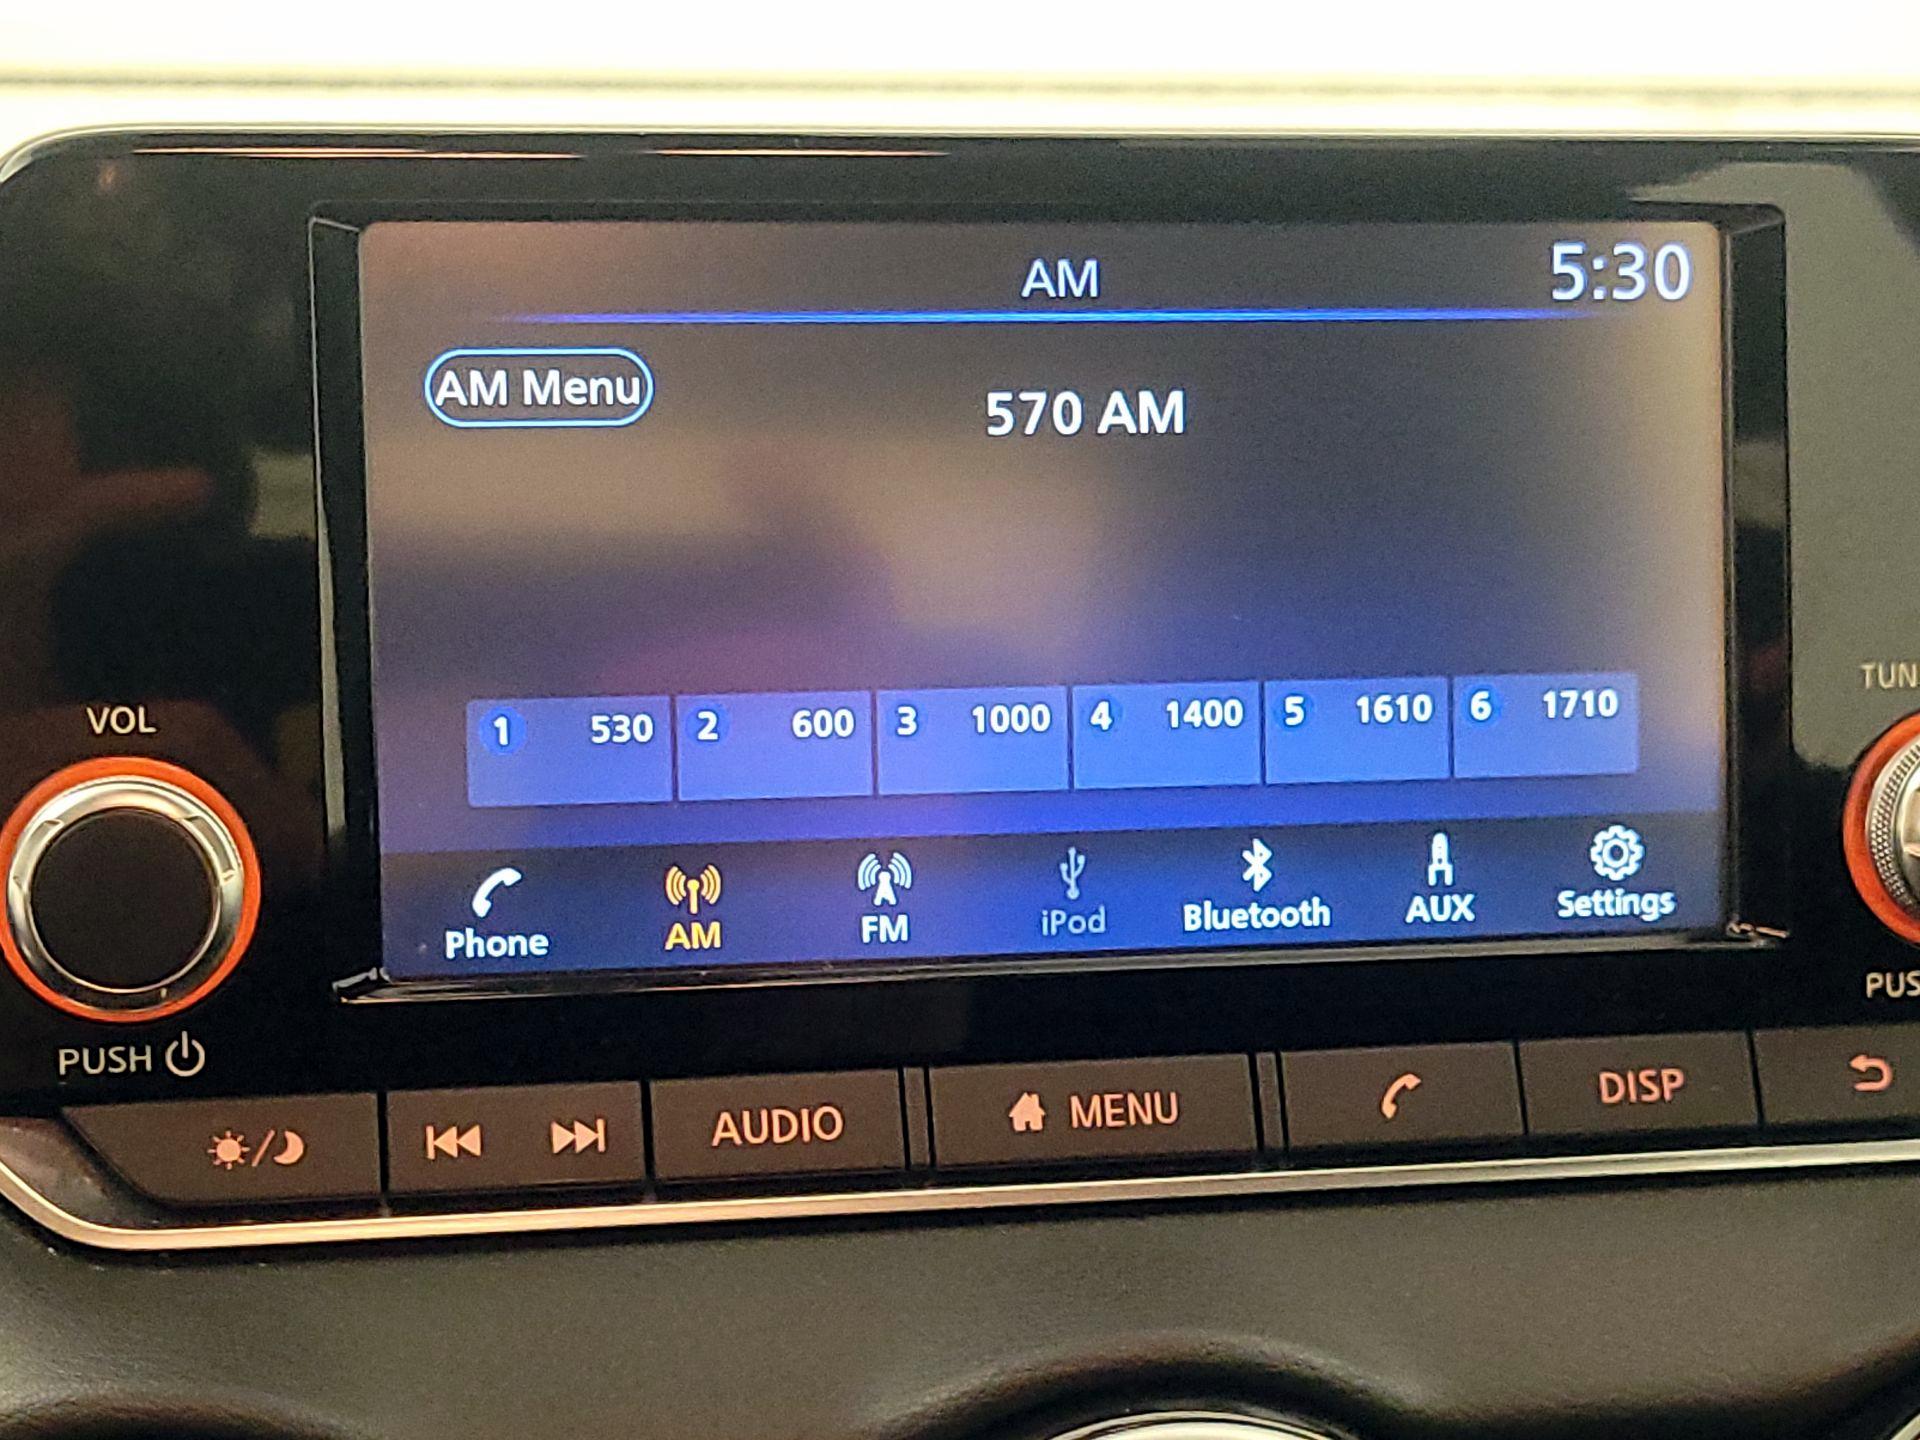 AM
5:30
AM Menu
570 AM
1 530 2 600 3 1000 4 1400 5 1610 6 1710
Phone AM FM iPod Bluetooth AUX Settings
VOL
PUSH
TUN
PUS
AUDIO MENU DISP